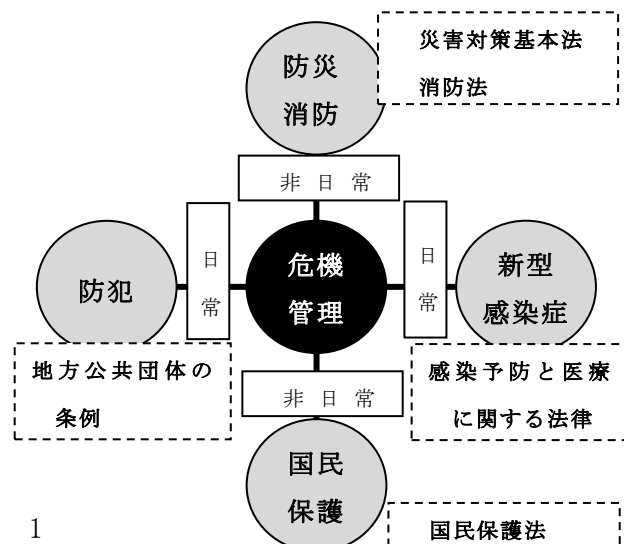 災害対策基本法
消防法
防災
消防
非日常
日常
日常
防犯
危機
管理
新型
感染症
地方公共団体の
条例
感染予防と医療
に関する法律
非日常
国民
保護
国民保護法
1